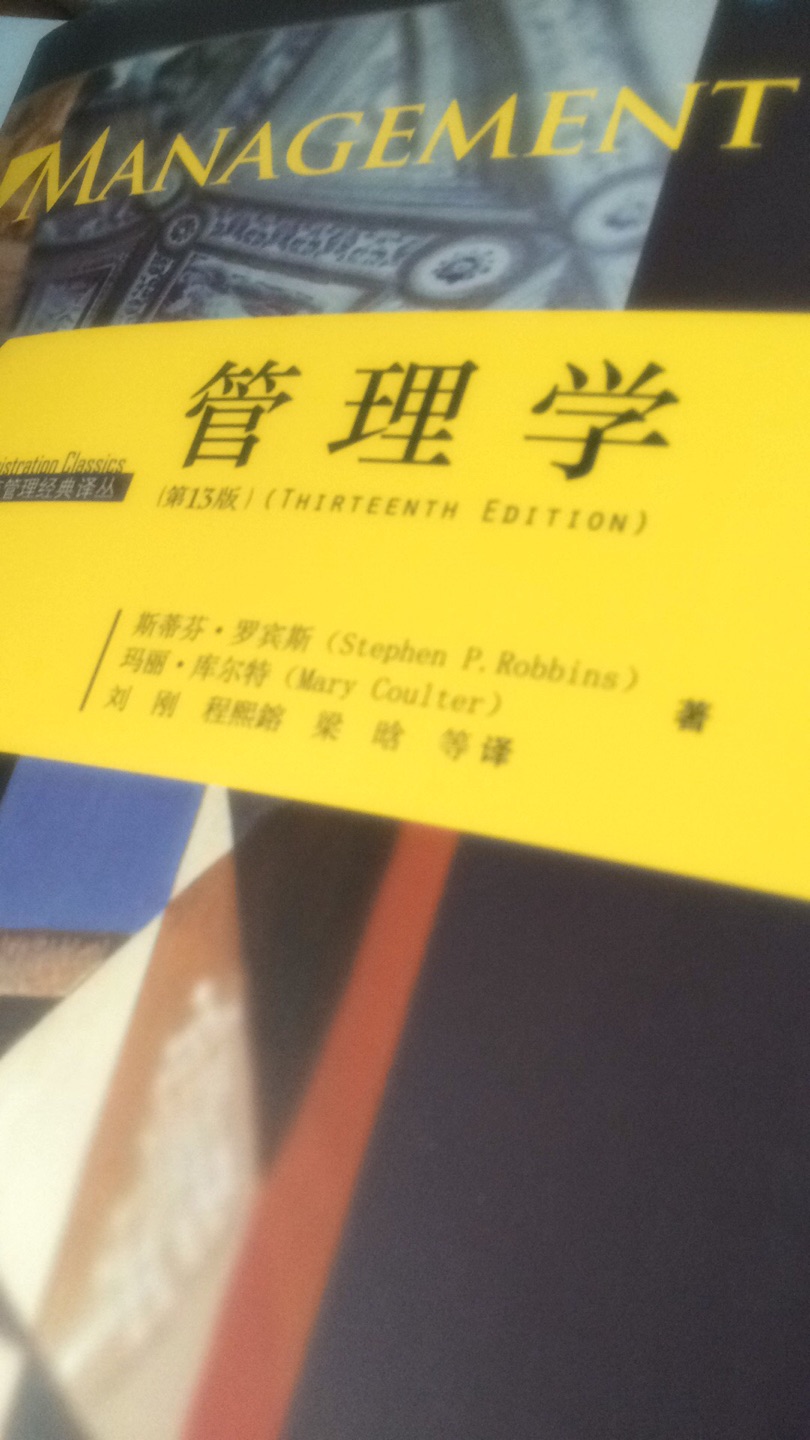 MANAGEMENT
管理学
istration Classics
管理经典译丛
(第13版) (THIRTEENTH EDITION)
斯蒂芬·罗宾斯 (Stephen P. Robbins)
玛丽·库尔特 (Mary Coulter)
著
刘 刚 程熙鎔 梁 晗 等译